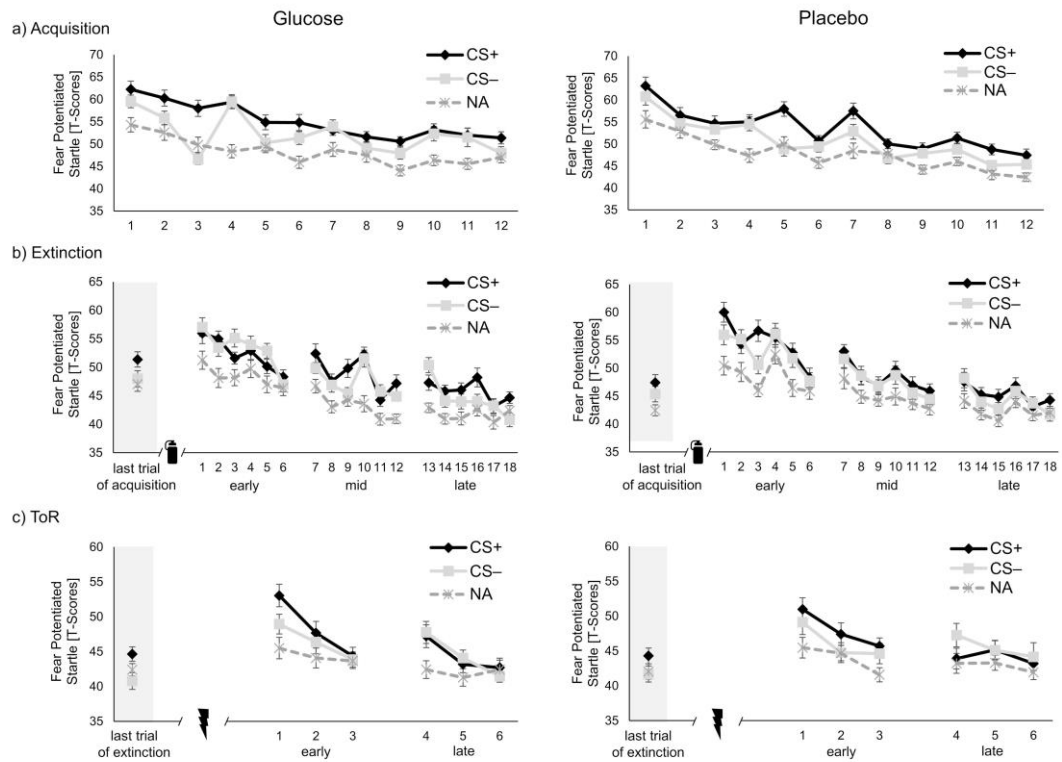 Glucose
Placebo
a) Acquisition
Fear Potentiated
Startle [T-Scores]
70
65
60
55
50
45
40
35
CS+
CS–
NA
1 2 3 4 5 6 7 8 9 10 11 12
Fear Potentiated
Startle [T-Scores]
70
65
60
55
50
45
40
35
CS+
CS–
NA
1 2 3 4 5 6 7 8 9 10 11 12
b) Extinction
Fear Potentiated
Startle [T-Scores]
65
60
55
50
45
40
35
CS+
CS–
NA
1 2 3 4 5 6 7 8 9 10 11 12 13 14 15 16 17 18
last trial
of acquisition
early mid late
Fear Potentiated
Startle [T-Scores]
65
60
55
50
45
40
35
CS+
CS–
NA
1 2 3 4 5 6 7 8 9 10 11 12 13 14 15 16 17 18
last trial
of acquisition
early mid late
c) ToR
Fear Potentiated
Startle [T-Scores]
60
55
50
45
40
35
CS+
CS–
NA
1 2 3 4 5 6
last trial
of extinction
early late
Fear Potentiated
Startle [T-Scores]
60
55
50
45
40
35
CS+
CS–
NA
1 2 3 4 5 6
last trial
of extinction
early late